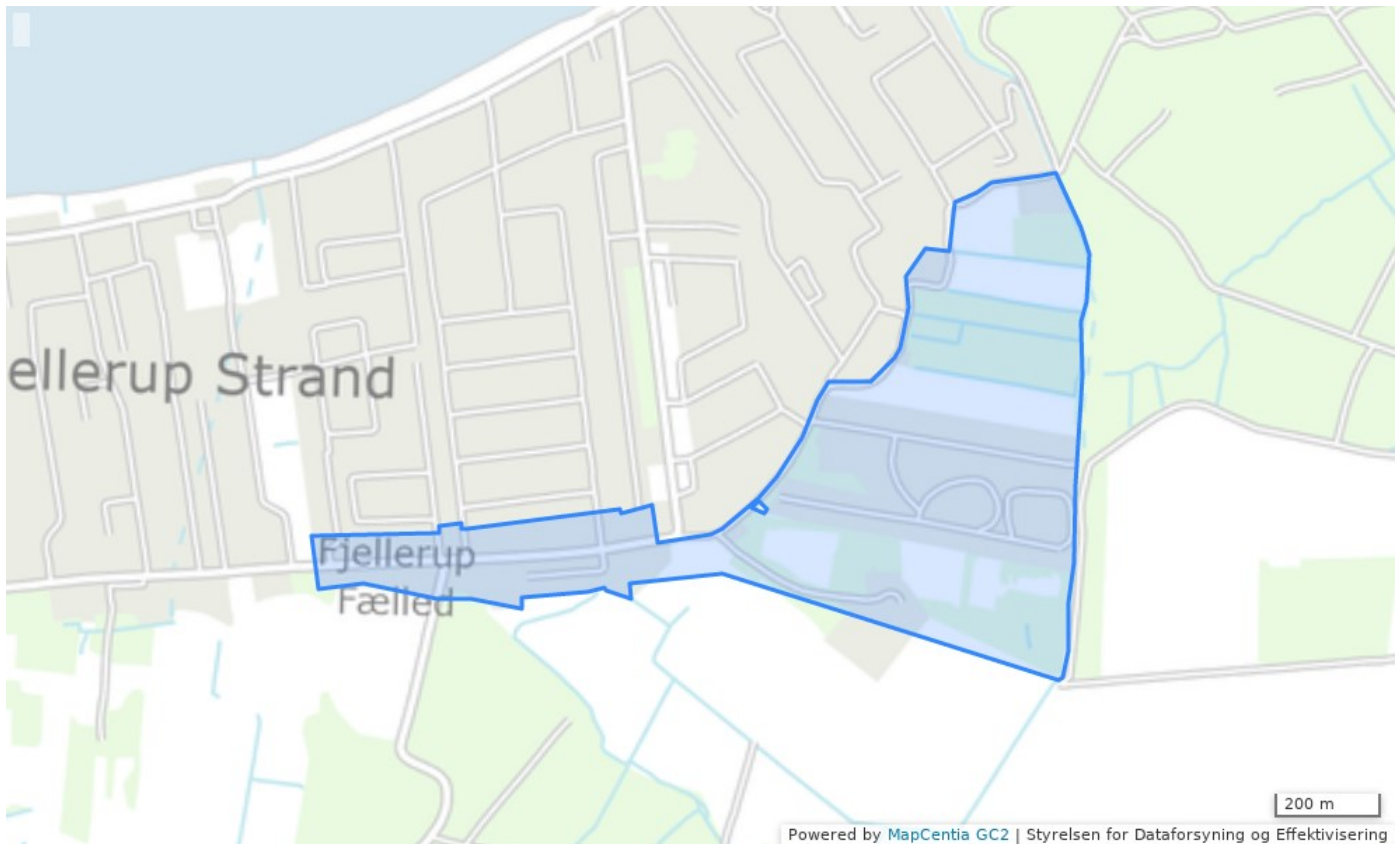 ellerup Strand
Fjellerup
Fælled
200 m
Powered by MapCentia GC2 | Styrelsen for Dataforsyning og Effektivisering